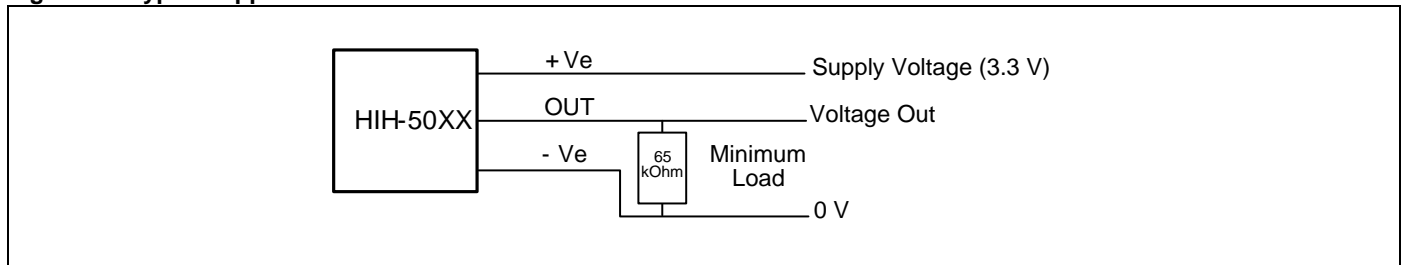 + Ve
Supply Voltage (3.3 V)
HIH-50XX
OUT
Voltage Out
- Ve
65
kOhm
Minimum
Load
0 V